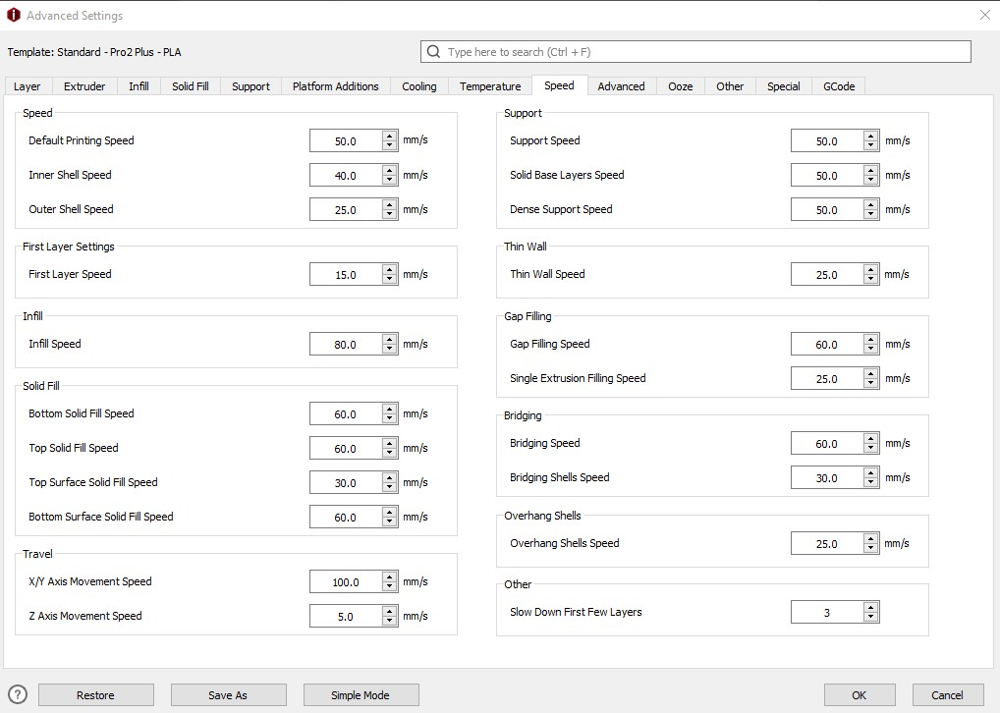 Advanced Settings
Template: Standard - Pro2 Plus - PLA
Type here to search (Ctrl + F)
Layer Extruder Infill Solid Fill Support Platform Additions Cooling Temperature Speed Advanced Ooze Other Special GCode
Speed
Default Printing Speed 50.0 mm/s
Inner Shell Speed 40.0 mm/s
Outer Shell Speed 25.0 mm/s
First Layer Settings
First Layer Speed 15.0 mm/s
Infill
Infill Speed 80.0 mm/s
Solid Fill
Bottom Solid Fill Speed 60.0 mm/s
Top Solid Fill Speed 60.0 mm/s
Top Surface Solid Fill Speed 30.0 mm/s
Bottom Surface Solid Fill Speed 60.0 mm/s
Travel
X/Y Axis Movement Speed 100.0 mm/s
Z Axis Movement Speed 5.0 mm/s
Support
Support Speed 50.0 mm/s
Solid Base Layers Speed 50.0 mm/s
Dense Support Speed 50.0 mm/s
Thin Wall
Thin Wall Speed 25.0 mm/s
Gap Filling
Gap Filling Speed 60.0 mm/s
Single Extrusion Filling Speed 25.0 mm/s
Bridging
Bridging Speed 60.0 mm/s
Bridging Shells Speed 30.0 mm/s
Overhang Shells
Overhang Shells Speed 25.0 mm/s
Other
Slow Down First Few Layers 3
? Restore Save As Simple Mode OK Cancel